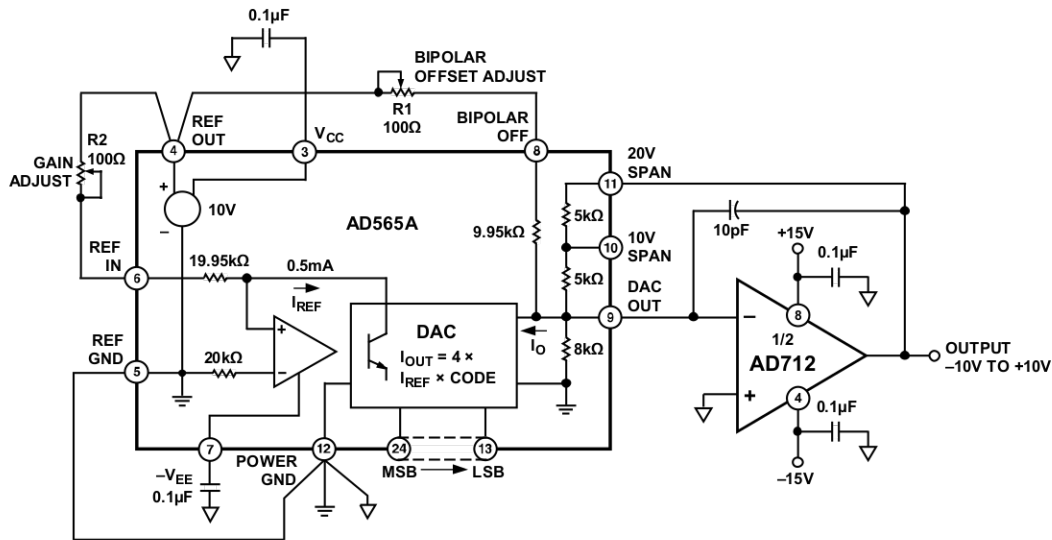 0.1µF
BIPOLAR
OFFSET ADJUST
R1
100Ω
REF
OUT
VCC
BIPOLAR
OFF
R2
100Ω
GAIN
ADJUST
4
3
8
20V
SPAN
11
+
10V
–
AD565A
9.95kΩ
5kΩ
10
10V
SPAN
5kΩ
10pF
+15V
0.1µF
REF
IN
6
19.95kΩ
0.5mA
IREF
DAC
OUT
9
DAC
IOUT = 4 ×
IREF × CODE
IO
8kΩ
+
–
REF
GND
5
20kΩ
–
8
1/2
AD712
+
4
OUTPUT
–10V TO +10V
0.1µF
–15V
7
–VEE
0.1µF
POWER
GND
12
24
13
MSB
LSB